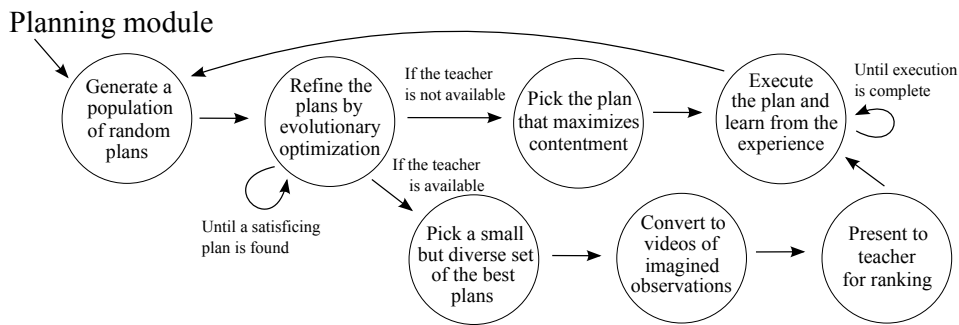 Planning module
Generate a
population
of random
plans
Refine the
plans by
evolutionary
optimization
Until a satisficing
plan is found
If the teacher
is not available
Pick the plan
that maximizes
contentment
Execute
the plan and
learn from the
experience
Until execution
is complete
If the teacher
is available
Pick a small
but diverse set
of the best
plans
Convert to
videos of
imagined
observations
Present to
teacher
for ranking